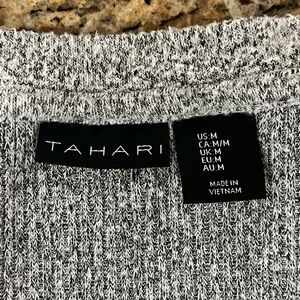 TAHARI
US:M
CA:M/M
UK:M
EU:M
AU:M
MADE IN
VIETNAM